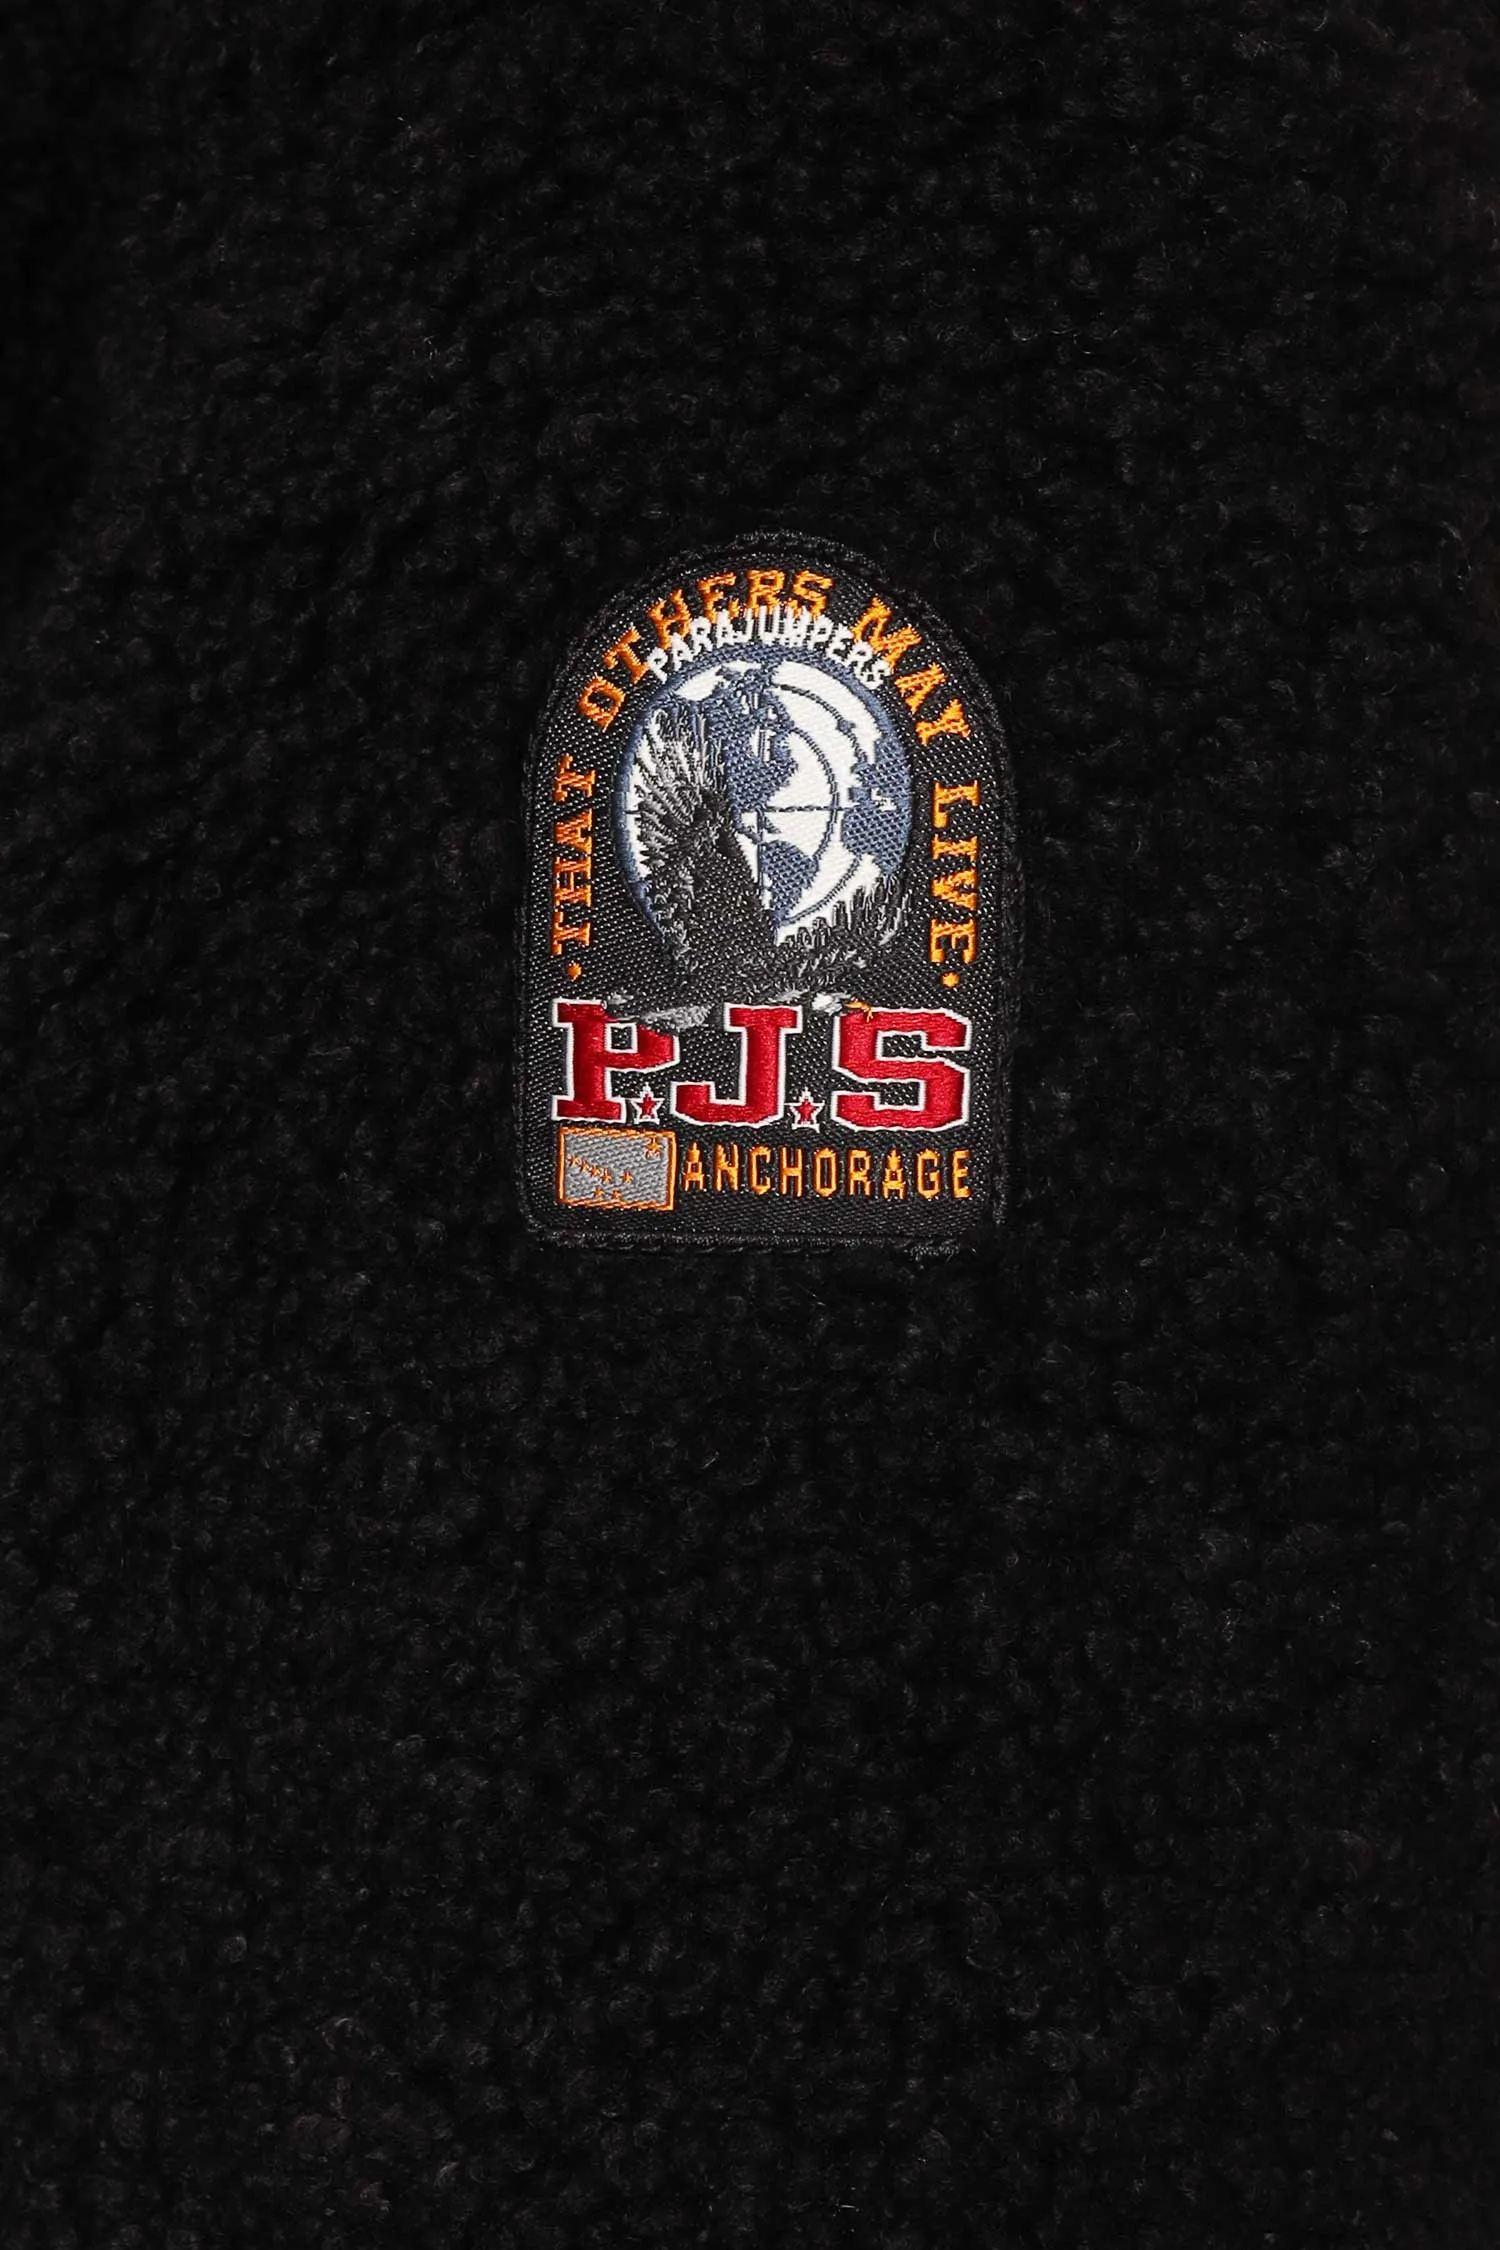 · THAT OTHERS MAY LIVE ·
PARAJUMPERS
P.J.S
ANCHORAGE